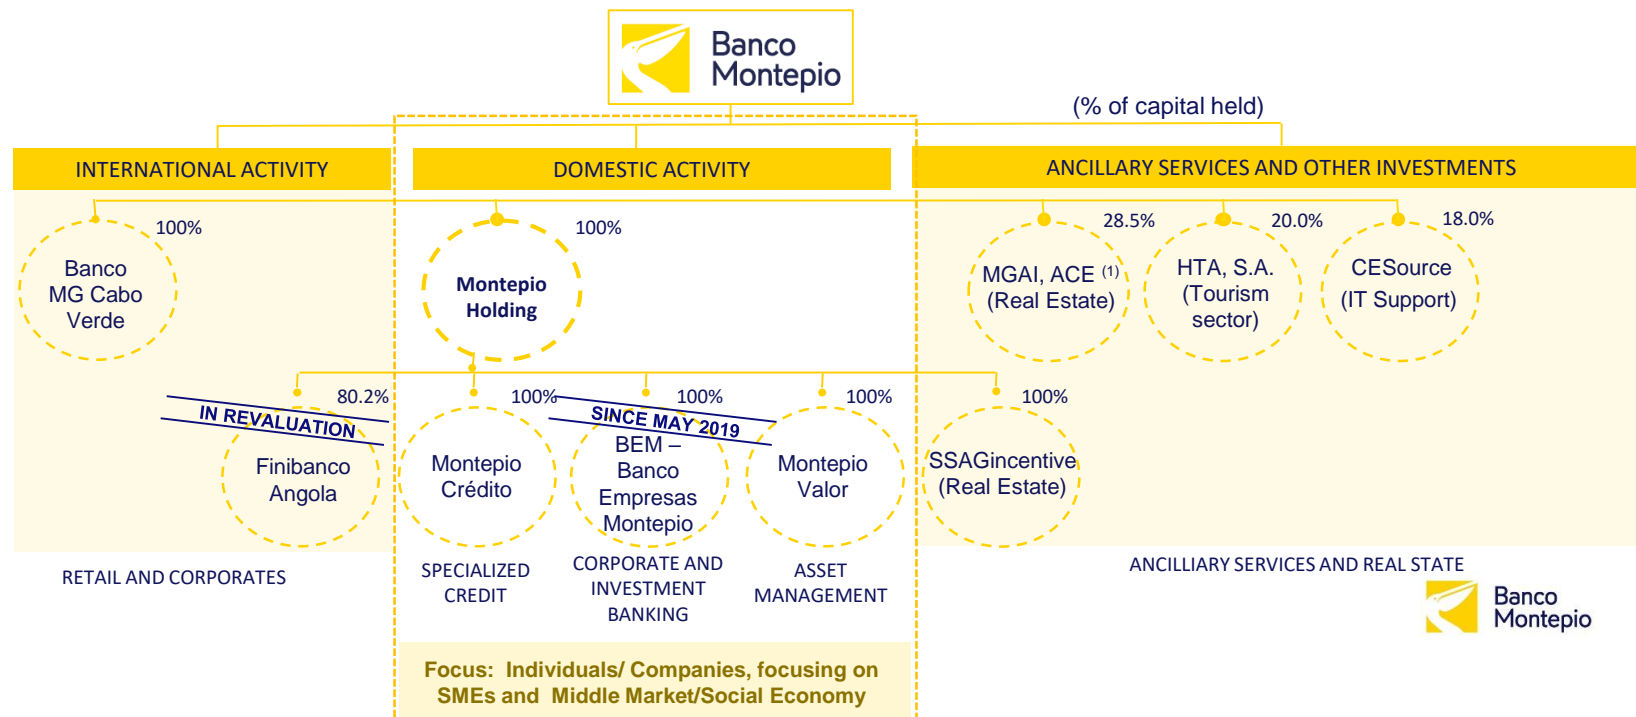 Banco
Montepio
(% of capital held)
INTERNATIONAL ACTIVITY
DOMESTIC ACTIVITY
ANCILLARY SERVICES AND OTHER INVESTMENTS
100%
Banco
MG Cabo
Verde
100%
Montepio
Holding
28.5%
MGAI, ACE (1)
(Real Estate)
20.0%
HTA, S.A.
(Tourism
sector)
18.0%
CESource
(IT Support)
80.2%
IN REVALUATION
Finibanco
Angola
100%
Montepio
Crédito
100%
SINCE MAY 2019
BEM –
Banco
Empresas
Montepio
100%
Montepio
Valor
100%
SSAGincentive
(Real Estate)
RETAIL AND CORPORATES
SPECIALIZED
CREDIT
CORPORATE AND
INVESTMENT
BANKING
ASSET
MANAGEMENT
ANCILLIARY SERVICES AND REAL STATE
Banco
Montepio
Focus: Individuals/ Companies, focusing on
SMEs and Middle Market/Social Economy